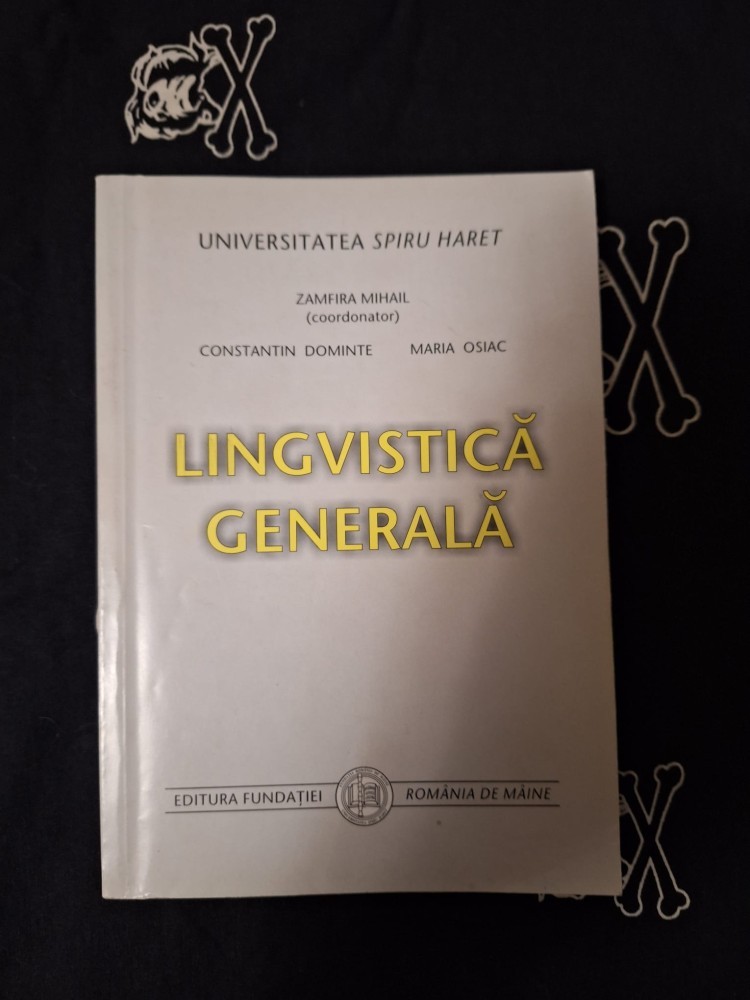 UNIVERSITATEA SPIRU HARET
ZAMFIRA MIHAIL
(coordonator)
CONSTANTIN DOMINTE MARIA OSIAC
LINGVISTICĂ
GENERALĂ
EDITURA FUNDAȚIEI ROMÂNIA DE MÂINE